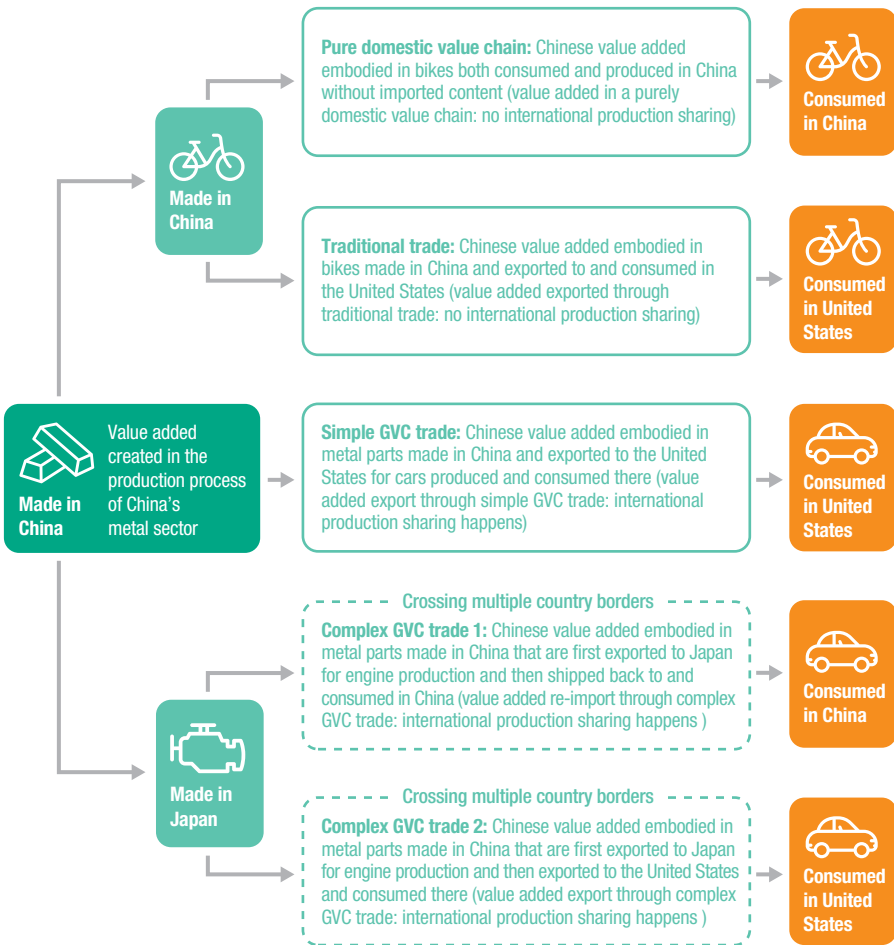 Pure domestic value chain: Chinese value added
embodied in bikes both consumed and produced in China
without imported content (value added in a purely
domestic value chain: no international production sharing)
Consumed
in China
Made in
China
Traditional trade: Chinese value added embodied in
bikes made in China and exported to and consumed in
the United States (value added exported through
traditional trade: no international production sharing)
Consumed
in United
States
Made in
China
Value added
created in the
production process
of China’s
metal sector
Simple GVC trade: Chinese value added embodied in
metal parts made in China and exported to the United
States for cars produced and consumed there (value
added export through simple GVC trade: international
production sharing happens)
Consumed
in United
States
Crossing multiple country borders
Complex GVC trade 1: Chinese value added embodied in
metal parts made in China that are first exported to Japan
for engine production and then shipped back to and
consumed in China (value added re-import through complex
GVC trade: international production sharing happens )
Consumed
in China
Made in
Japan
Crossing multiple country borders
Complex GVC trade 2: Chinese value added embodied in
metal parts made in China that are first exported to Japan
for engine production and then exported to the United States
and consumed there (value added export through complex
GVC trade: international production sharing happens )
Consumed
in United
States